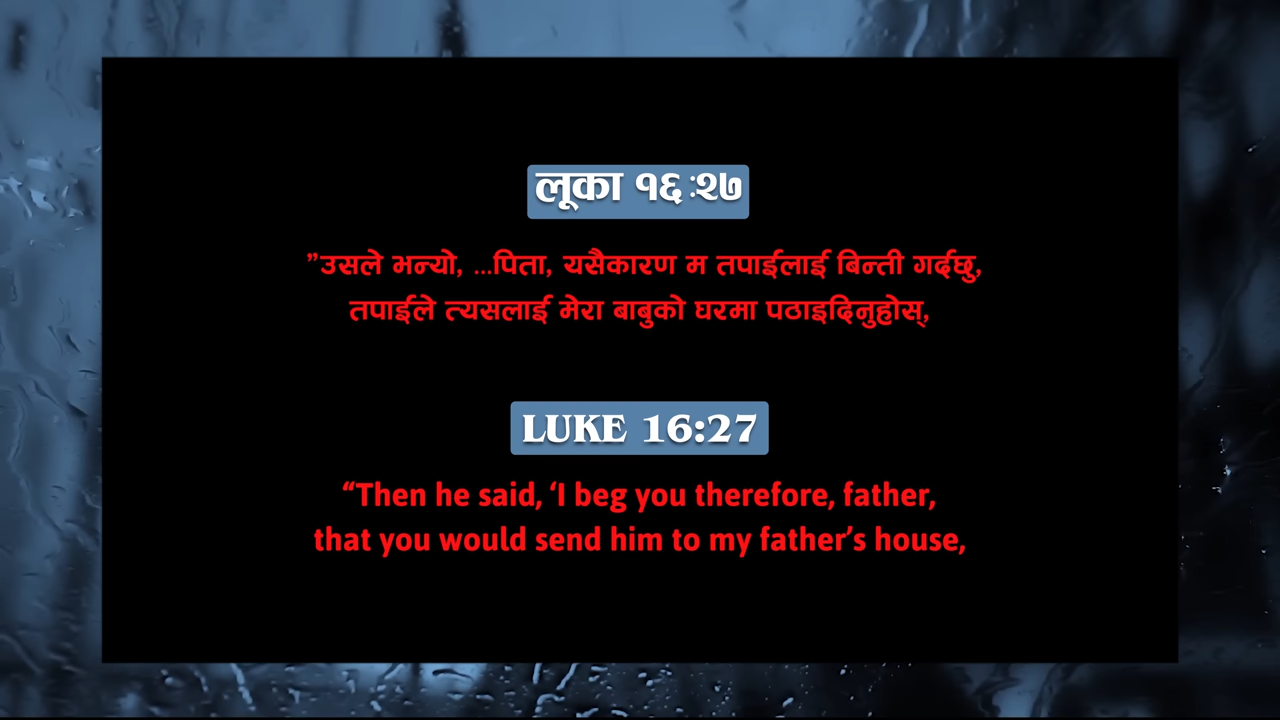 लूका १६:२७
”उसले भन्यो, ...पिता, यसैकारण म तपाईलाई बिन्ती गर्दछु,
तपाईले त्यसलाई मेरा बाबुको घरमा पठाइदिनुहोस्,
LUKE 16:27
“Then he said, ‘I beg you therefore, father,
that you would send him to my father’s house,